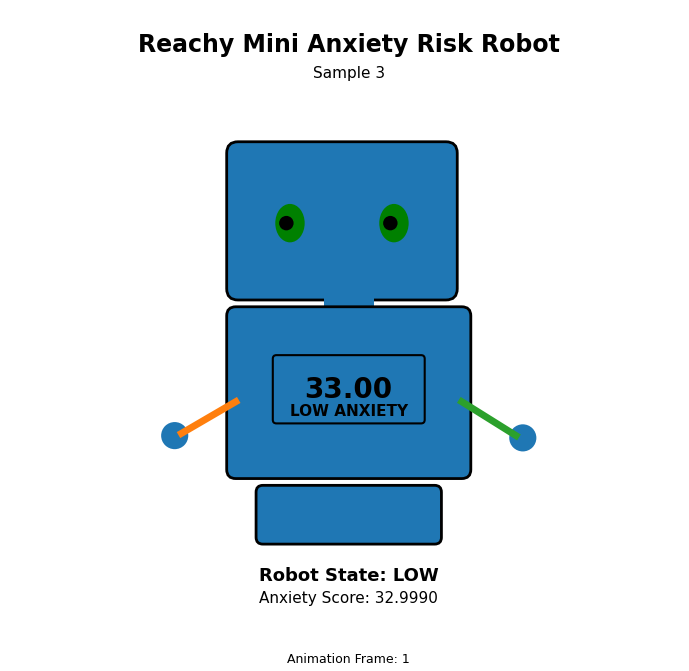 Reachy Mini Anxiety Risk Robot
Sample 3
33.00
LOW ANXIETY
Robot State: LOW
Anxiety Score: 32.9990
Animation Frame: 1